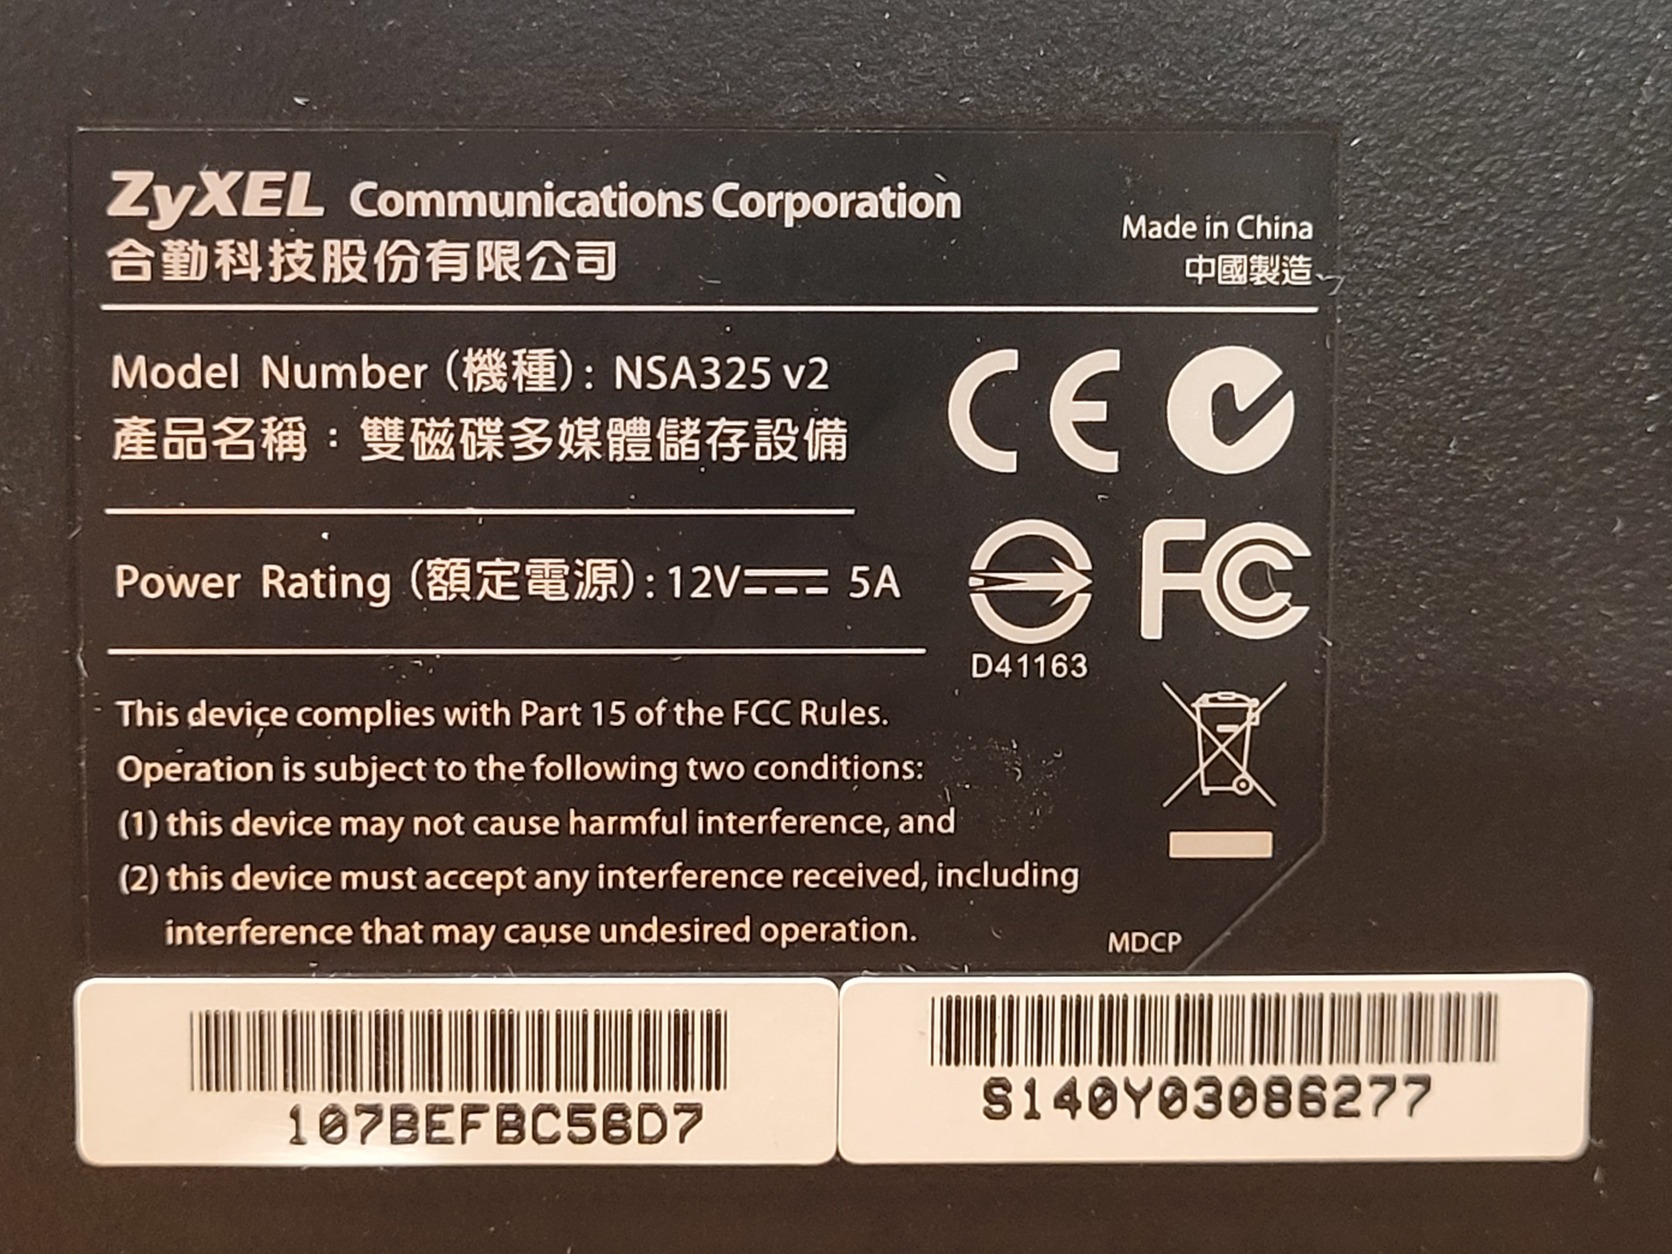 ZyXEL Communications Corporation
合勤科技股份有限公司
Made in China
中國製造
Model Number (機種): NSA325 v2
產品名稱：雙磁碟多媒體儲存設備
Power Rating (額定電源): 12V 5A
CE
FC
D41163
This device complies with Part 15 of the FCC Rules.
Operation is subject to the following two conditions:
(1) this device may not cause harmful interference, and
(2) this device must accept any interference received, including
interference that may cause undesired operation.
MDCP
107BEFBC56D7
S140Y03086277